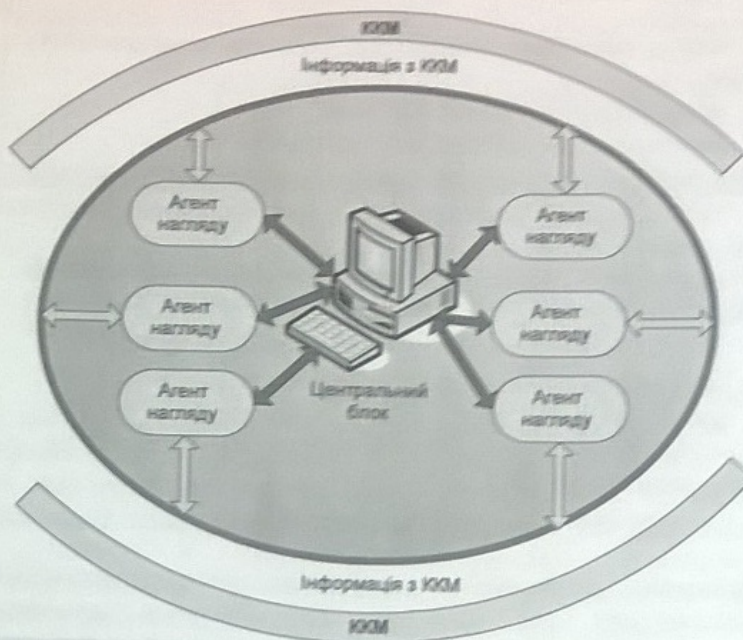 ККМ
Інформація з ККМ
Агент
нагляду
Агент
нагляду
Агент
нагляду
Агент
нагляду
Агент
нагляду
Агент
нагляду
Центральний
блок
Інформація з ККМ
ККМ